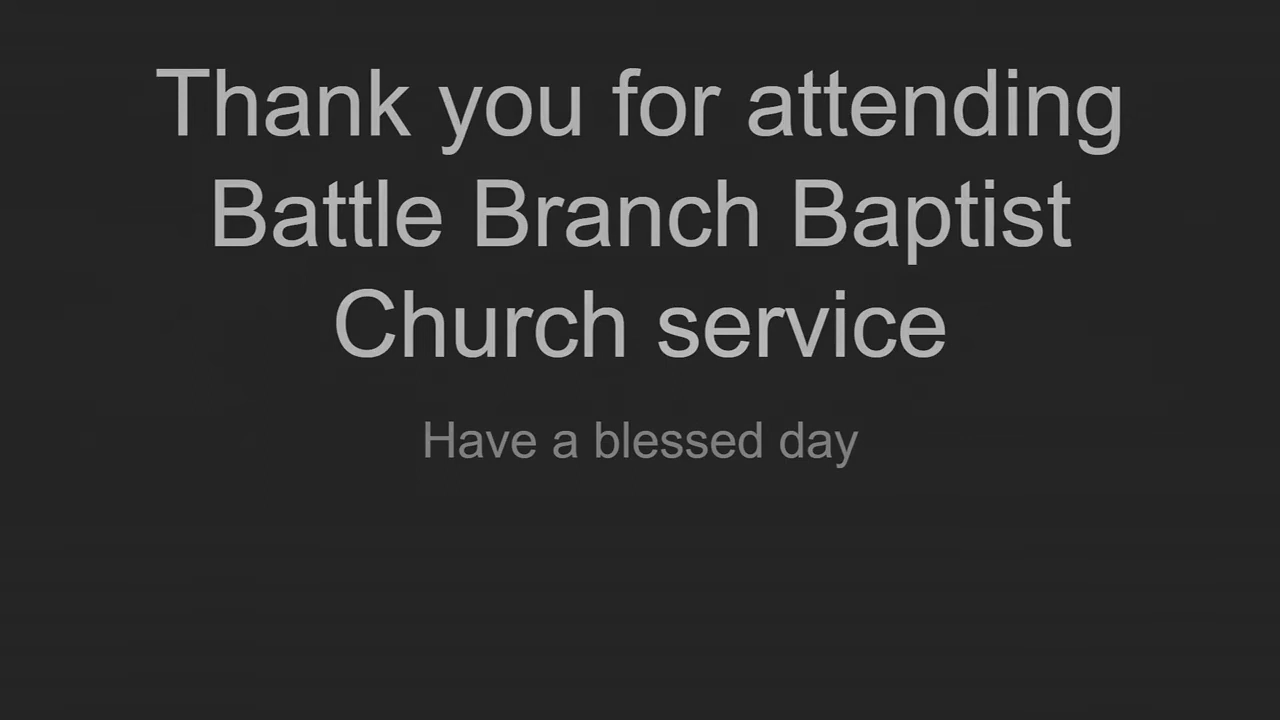 Thank you for attending
Battle Branch Baptist
Church service
Have a blessed day